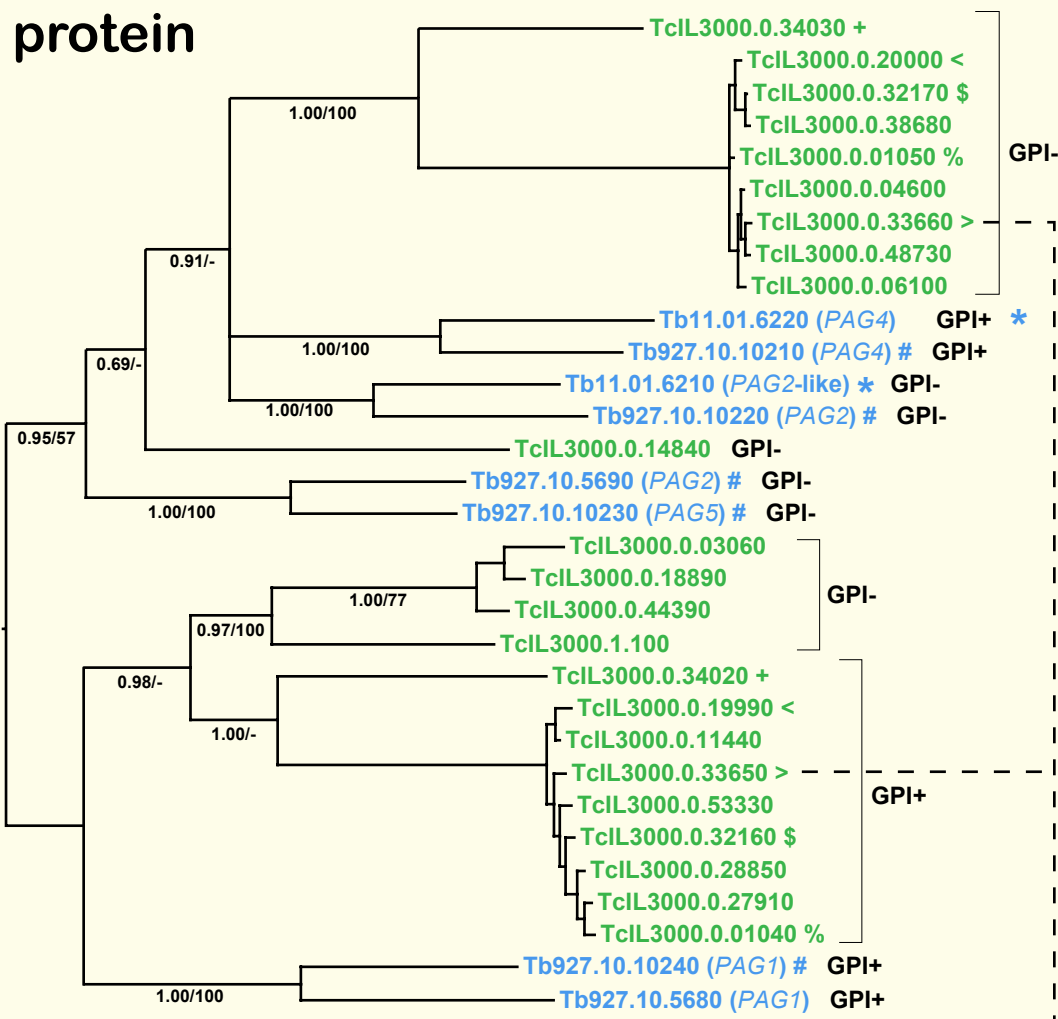 protein
TcIL3000.0.34030 +
TcIL3000.0.20000 <
TcIL3000.0.32170 $
1.00/100
TcIL3000.0.38680
TcIL3000.0.01050 %
GPI-
TcIL3000.0.04600
TcIL3000.0.33660 >
TcIL3000.0.48730
0.91/-
TcIL3000.0.06100
Tb11.01.6220 (PAG4) GPI+ *
1.00/100
Tb927.10.10210 (PAG4) # GPI+
0.69/-
Tb11.01.6210 (PAG2-like) * GPI-
1.00/100
Tb927.10.10220 (PAG2) # GPI-
0.95/57
TcIL3000.0.14840 GPI-
Tb927.10.5690 (PAG2) # GPI-
1.00/100
Tb927.10.10230 (PAG5) # GPI-
TcIL3000.0.03060
TcIL3000.0.18890
1.00/77
GPI-
TcIL3000.0.44390
0.97/100
TcIL3000.1.100
TcIL3000.0.34020 +
0.98/-
TcIL3000.0.19990 <
1.00/-
TcIL3000.0.11440
TcIL3000.0.33650 >
GPI+
TcIL3000.0.53330
TcIL3000.0.32160 $
TcIL3000.0.28850
TcIL3000.0.27910
TcIL3000.0.01040 %
Tb927.10.10240 (PAG1) # GPI+
1.00/100
Tb927.10.5680 (PAG1) GPI+